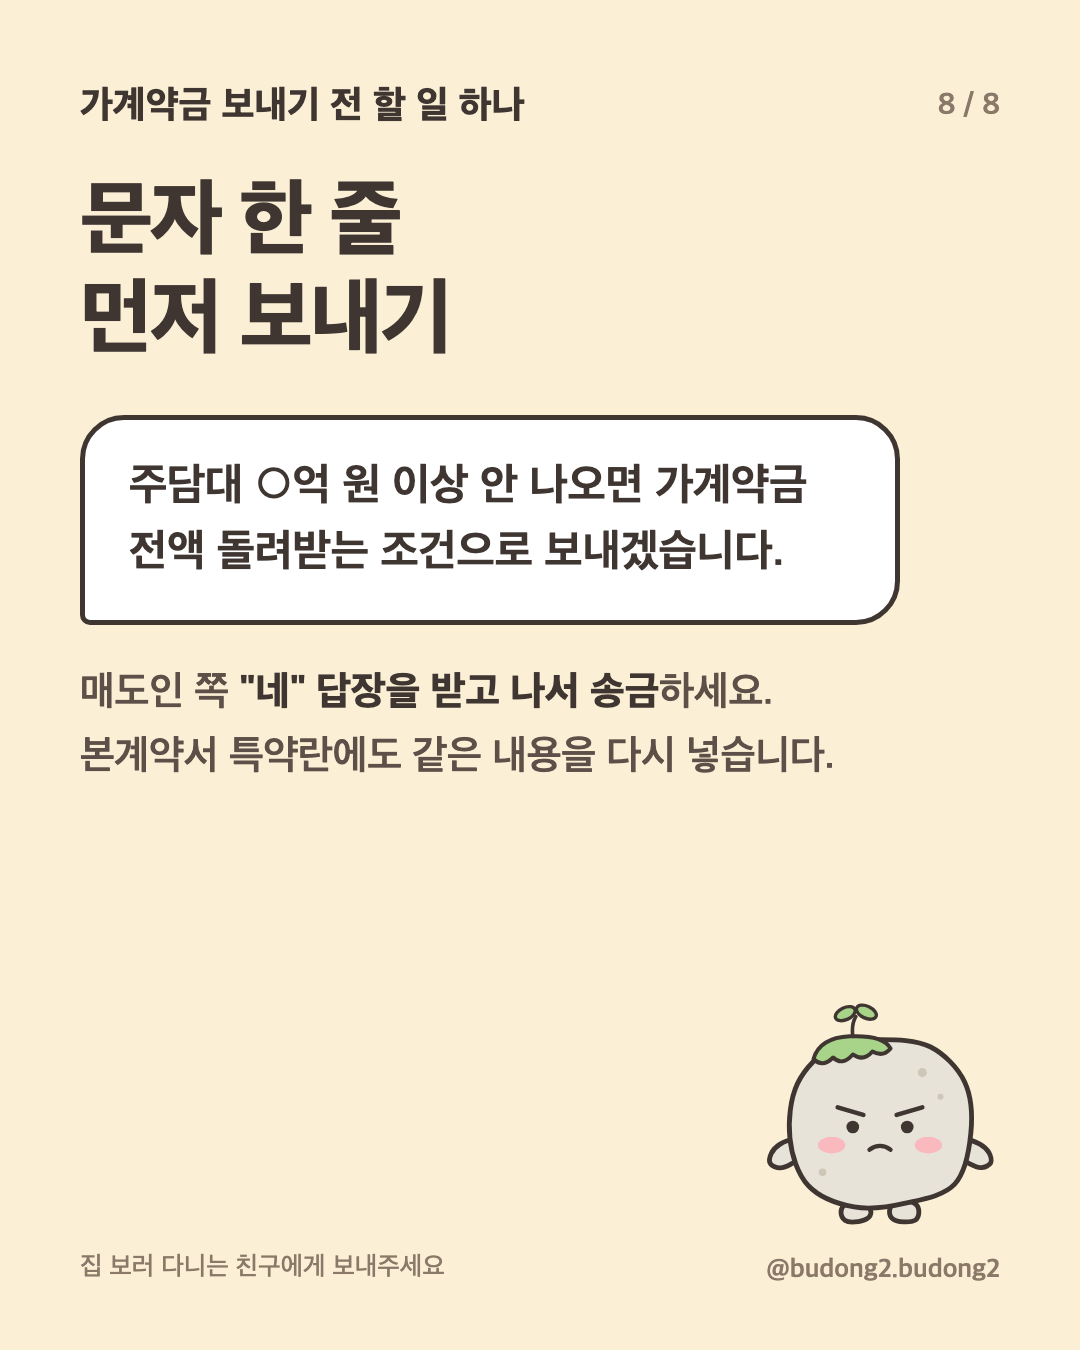 가계약금 보내기 전 할 일 하나
8 / 8
문자 한 줄
먼저 보내기
주담대 ○억 원 이상 안 나오면 가계약금
전액 돌려받는 조건으로 보내겠습니다.
매도인 쪽 "네" 답장을 받고 나서 송금하세요.
본계약서 특약란에도 같은 내용을 다시 넣습니다.
집 보러 다니는 친구에게 보내주세요
@budong2.budong2